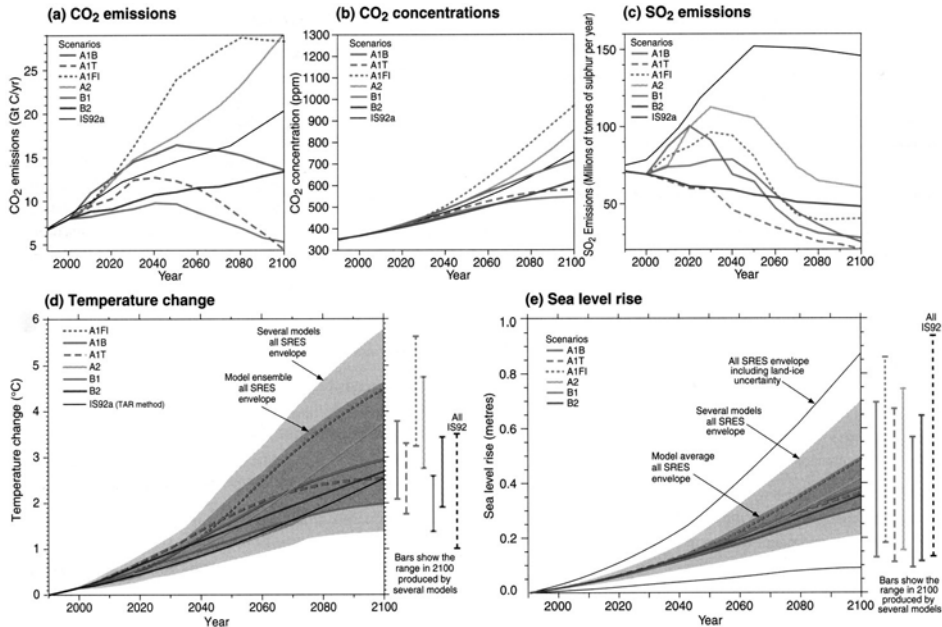 (a) CO2 emissions
CO2 emissions (Gt C/yr)
25
20
15
10
5
Scenarios
A1B
A1T
A1FI
A2
B1
B2
IS92a
2000 2020 2040 2060 2080 2100
Year
(b) CO2 concentrations
CO2 concentration (ppm)
1300
1200
1100
1000
900
800
700
600
500
400
300
Scenarios
A1B
A1T
A1FI
A2
B1
B2
IS92a
2000 2020 2040 2060 2080 2100
Year
(c) SO2 emissions
SO2 Emissions (Millions of tonnes of sulphur per year)
150
100
50
Scenarios
A1B
A1T
A1FI
A2
B1
B2
IS92a
2000 2020 2040 2060 2080 2100
Year
(d) Temperature change
Temperature change (°C)
6
5
4
3
2
1
0
A1FI
A1B
A1T
A2
B1
B2
IS92a (TAR method)
Several models
all SRES
envelope
Model ensemble
all SRES
envelope
All
IS92
Bars show the
range in 2100
produced by
several models
2000 2020 2040 2060 2080 2100
Year
(e) Sea level rise
Sea level rise (metres)
1.0
0.8
0.6
0.4
0.2
0.0
Scenarios
A1B
A1T
A1FI
A2
B1
B2
All SRES envelope
including land-ice
uncertainty
Several models
all SRES
envelope
Model average
all SRES
envelope
All
IS92
Bars show the
range in 2100
produced by
several models
2000 2020 2040 2060 2080 2100
Year